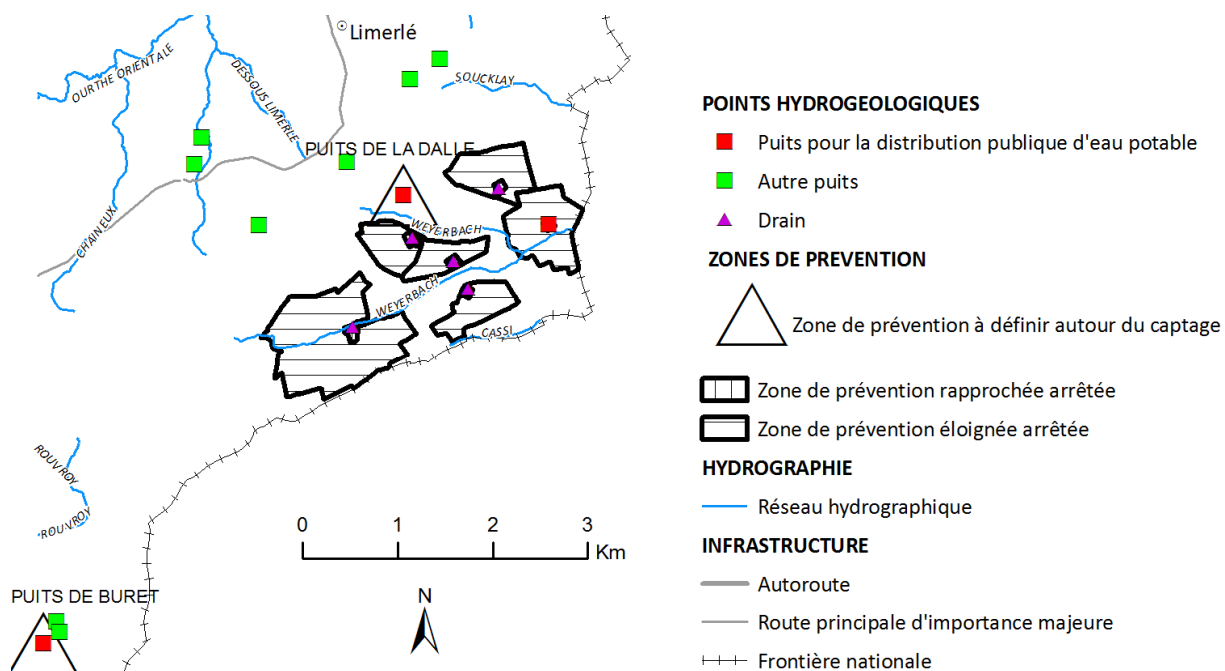 Limerlé
OURTHE ORIENTALE
DESSOUS LIMERLE
SOUCKLAY
PUITS DE LA DALLE
CHAINEUX
WEYERBACH
WEYERBACH
CASSI
ROUVROY
ROUVROY
0 1 2 3
Km
PUITS DE BURET
N
POINTS HYDROGEOLOGIQUES
Puits pour la distribution publique d'eau potable
Autre puits
Drain
ZONES DE PREVENTION
Zone de prévention à définir autour du captage
Zone de prévention rapprochée arrêtée
Zone de prévention éloignée arrêtée
HYDROGRAPHIE
Réseau hydrographique
INFRASTRUCTURE
Autoroute
Route principale d'importance majeure
Frontière nationale